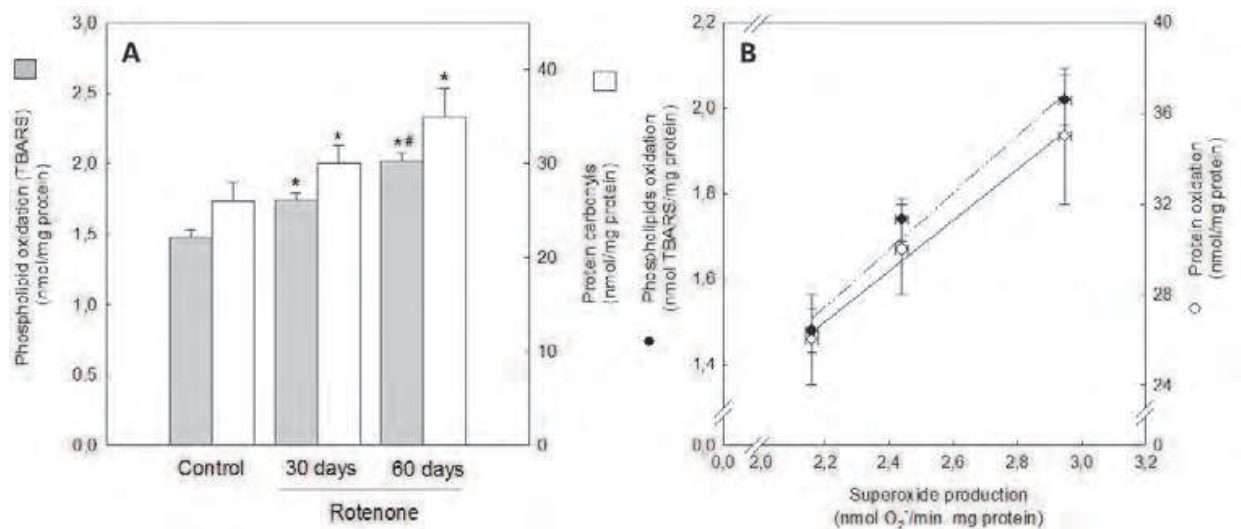 A
Phospholipid oxidation (TBARS)
(nmol/mg protein)
3,0
2,5
2,0
1,5
1,0
0,5
0,0
*
*
*#
*
40
30
20
10
0
Protein carbonyls
(nmol/mg protein)
Control
30 days
60 days
Rotenone
B
Phospholipids oxidation
(nmol TBARS/mg protein)
2,2
2,0
1,8
1,6
1,4
0,0
40
36
32
28
24
0
Protein oxidation
(nmol/mg protein)
0,0
2,0
2,2
2,4
2,6
2,8
3,0
3,2
Superoxide production
(nmol O₂⁻/min. mg protein)